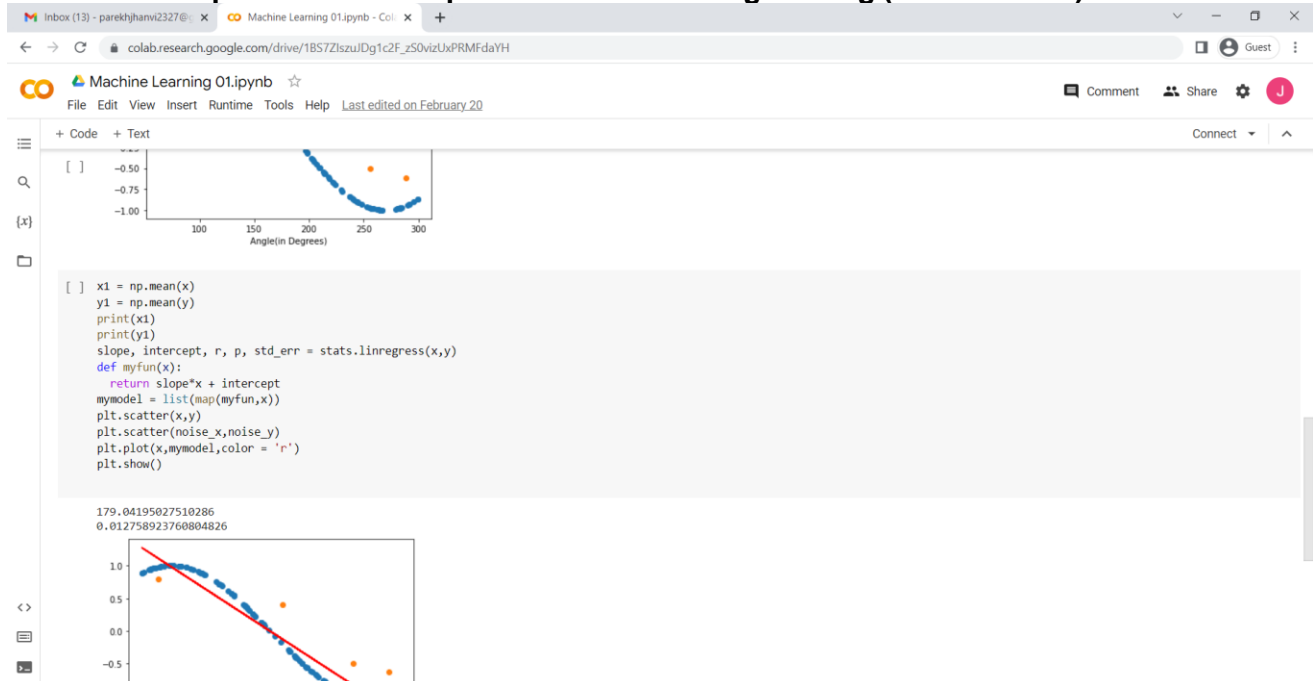 Inbox (13) - parekhjhanvi2327@g
Machine Learning 01.ipynb - Col
colab.research.google.com/drive/1BS7ZIszuJDg1c2F_zS0vizUxPRMFdaYH
Guest
Machine Learning 01.ipynb
File Edit View Insert Runtime Tools Help Last edited on February 20
Comment Share J
+ Code + Text
Connect
[ ]
−0.50
−0.75
−1.00
100 150 200 250 300
Angle(in Degrees)
{x}
[ ] x1 = np.mean(x)
y1 = np.mean(y)
print(x1)
print(y1)
slope, intercept, r, p, std_err = stats.linregress(x,y)
def myfun(x):
return slope*x + intercept
mymodel = list(map(myfun,x))
plt.scatter(x,y)
plt.scatter(noise_x,noise_y)
plt.plot(x,mymodel,color = 'r')
plt.show()
179.04195027510286
0.012758923760804826
1.0
0.5
0.0
−0.5